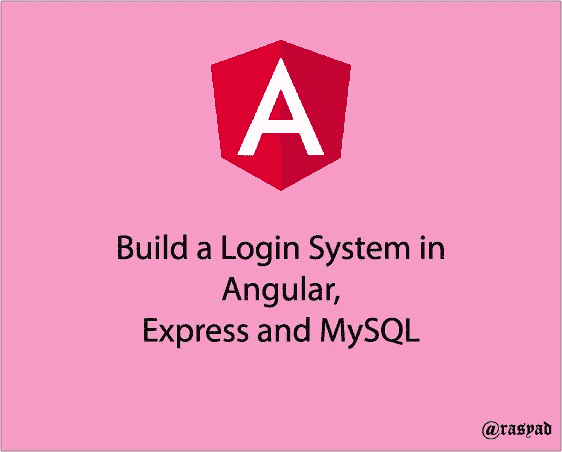 A
Build a Login System in
Angular,
Express and MySQL
@rasyad